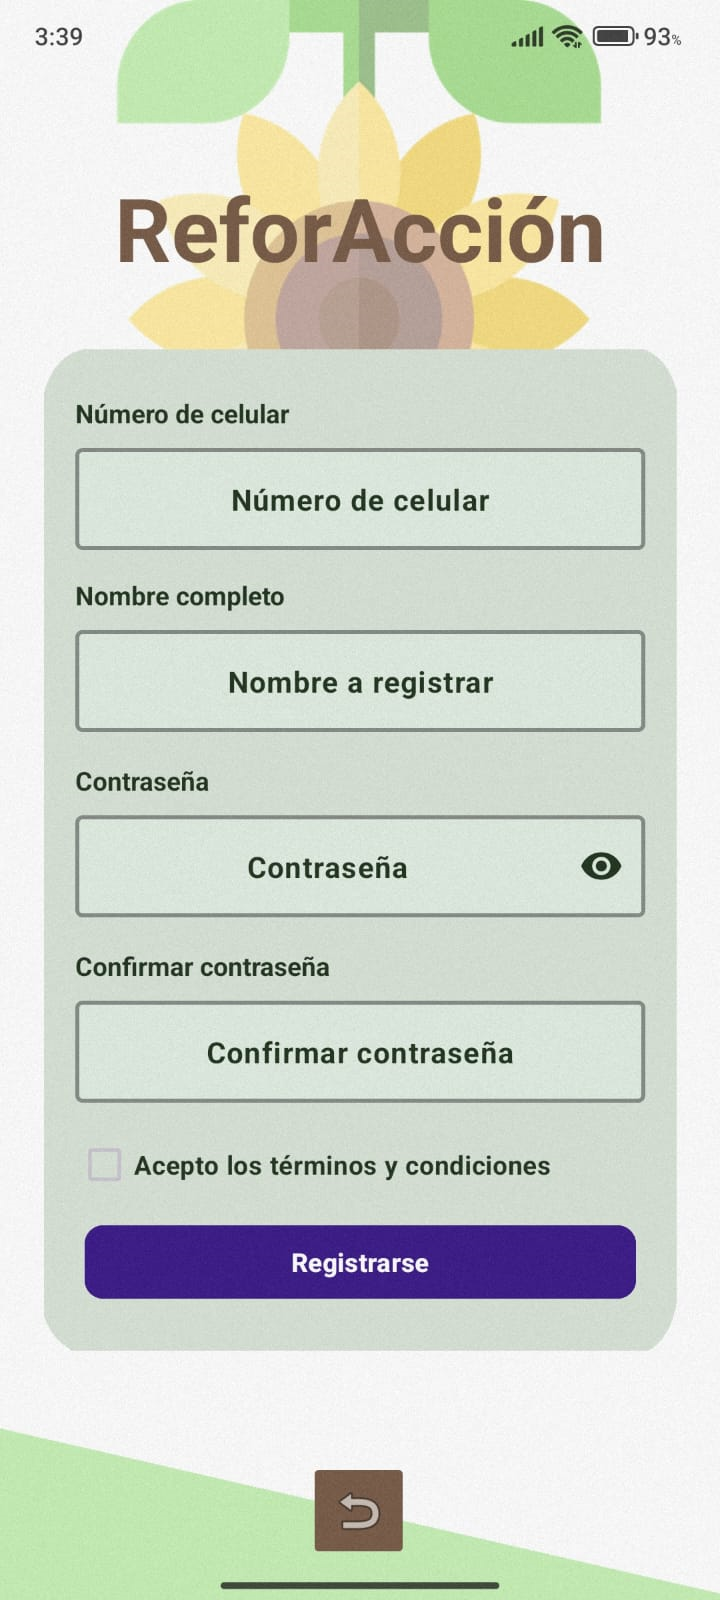 3:39 93%
ReforAcción
Número de celular
Número de celular
Nombre completo
Nombre a registrar
Contraseña
Contraseña
Confirmar contraseña
Confirmar contraseña
Acepto los términos y condiciones
Registrarse